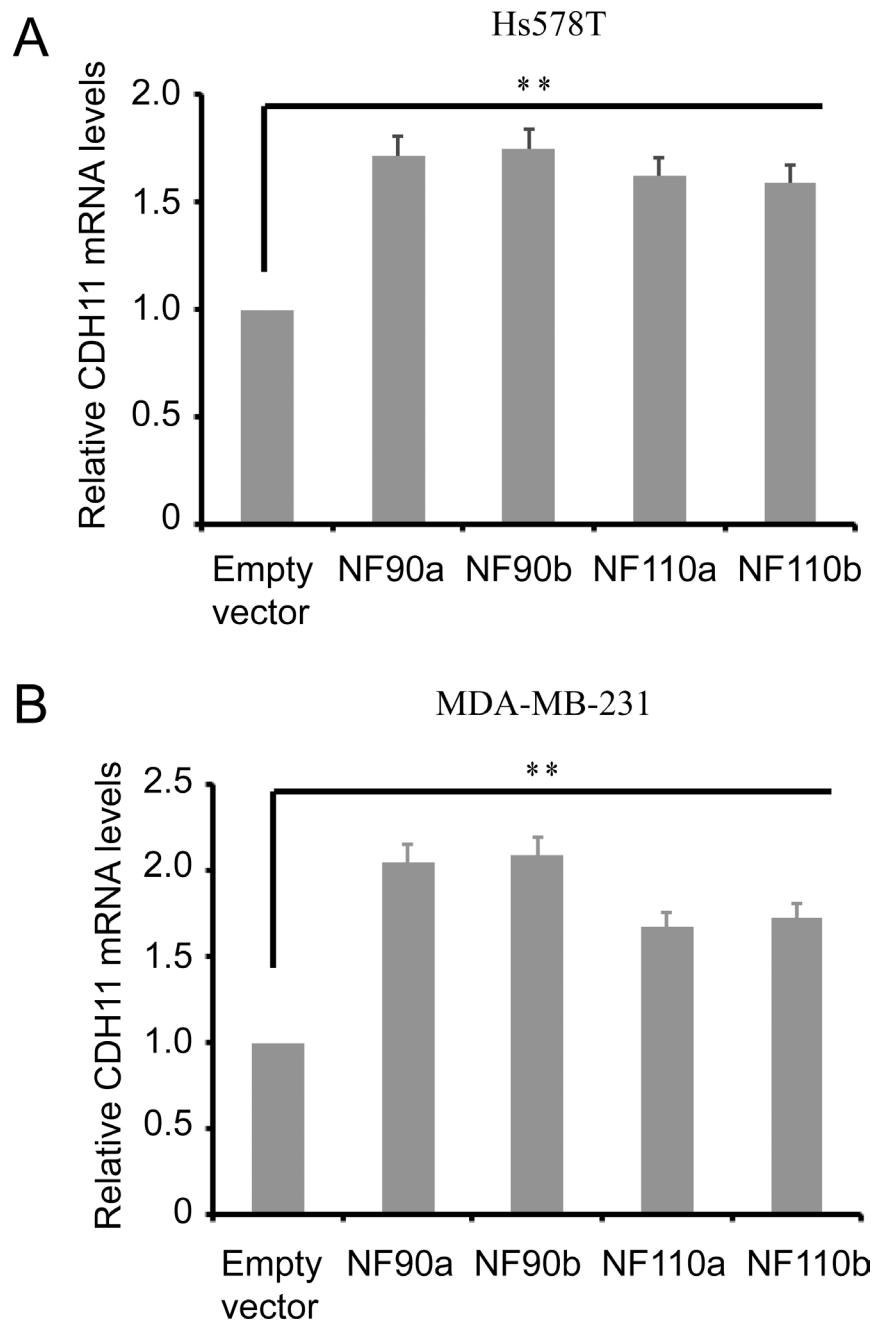 A
Hs578T
Relative CDH11 mRNA levels
**
2.0
1.5
1.0
0.5
0
Empty vector
NF90a
NF90b
NF110a
NF110b
B
MDA-MB-231
Relative CDH11 mRNA levels
**
2.5
2.0
1.5
1.0
0.5
0
Empty vector
NF90a
NF90b
NF110a
NF110b